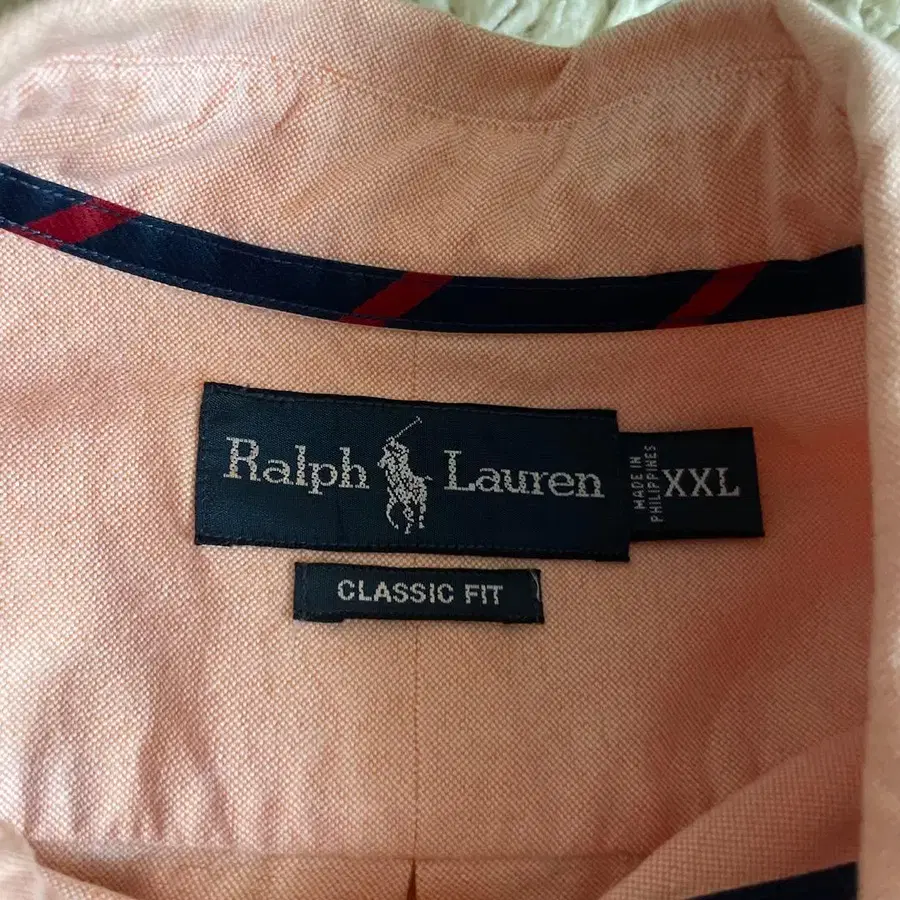 Ralph Lauren
MADE IN
PHILIPPINES
XXL
CLASSIC FIT